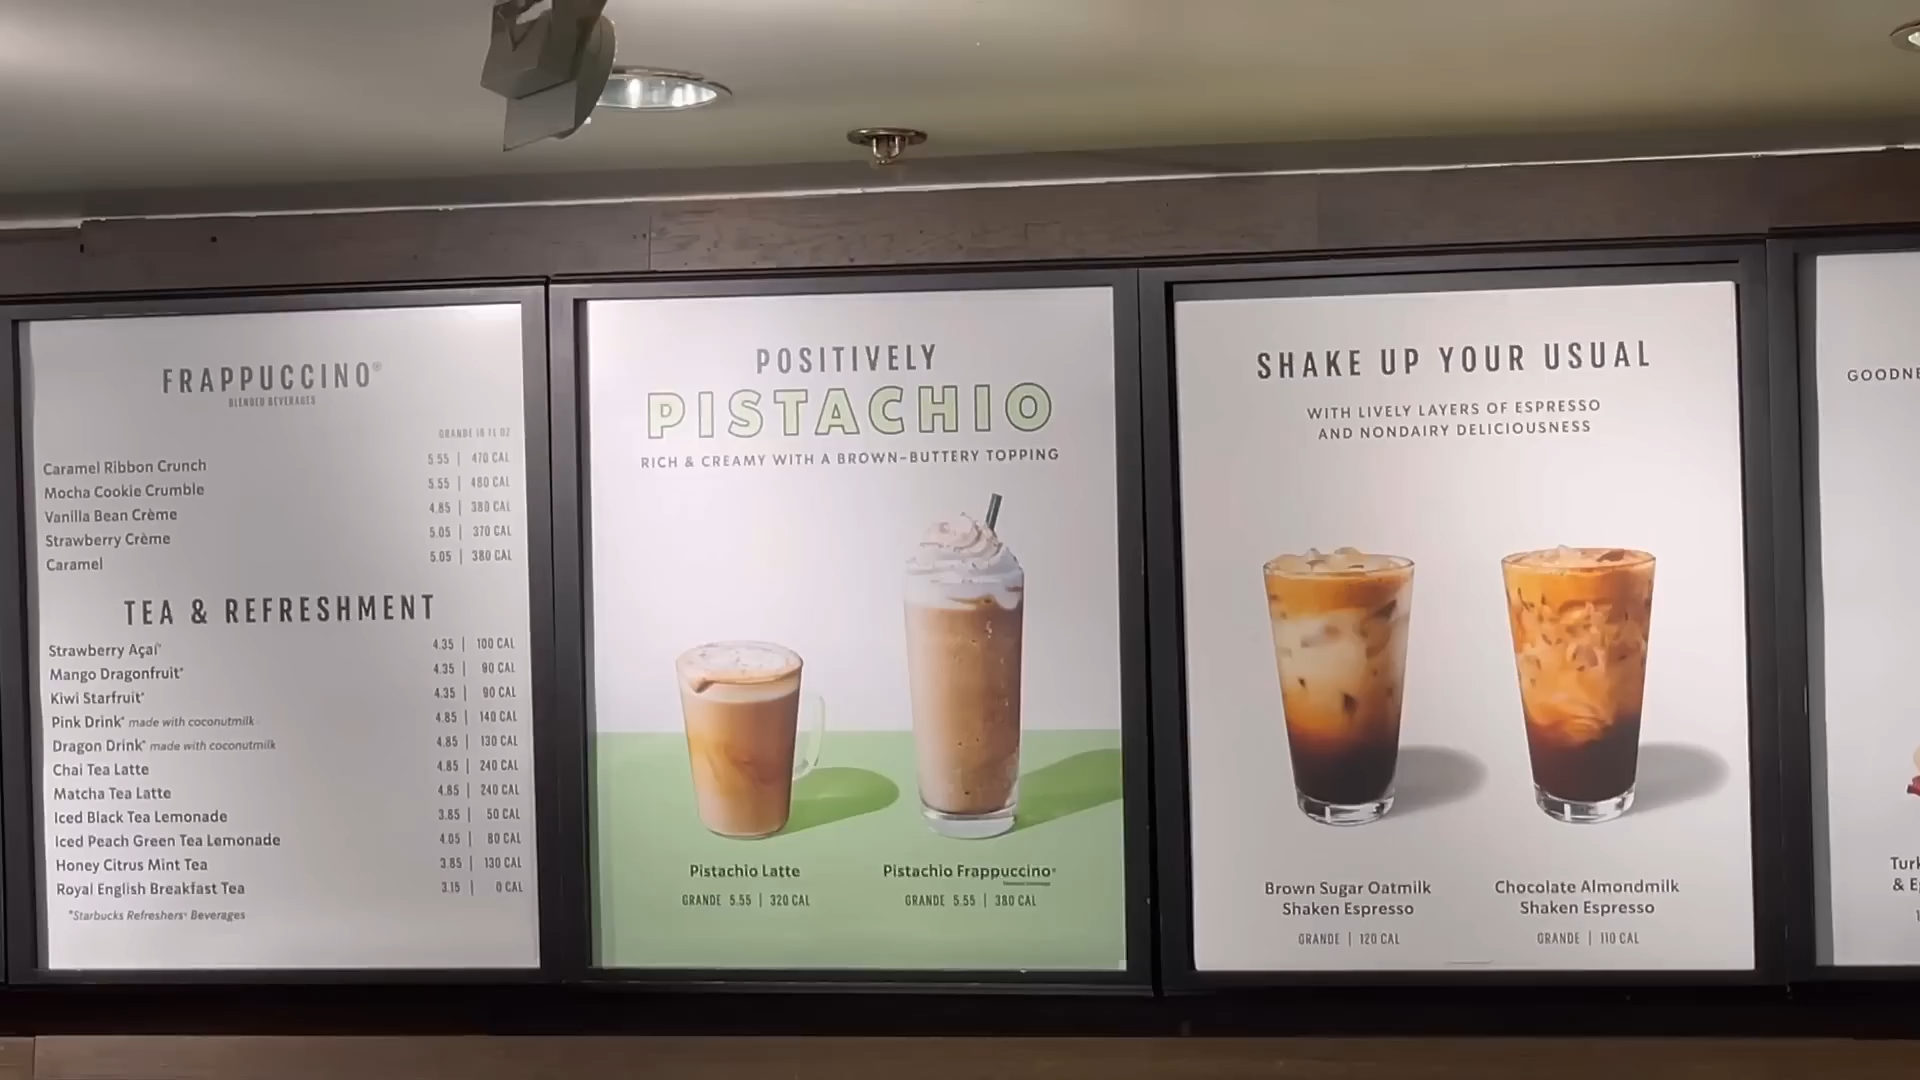 FRAPPUCCINO®
BLENDED BEVERAGES
GRANDE 16 FL OZ
Caramel Ribbon Crunch 5.55 | 470 CAL
Mocha Cookie Crumble 5.55 | 480 CAL
Vanilla Bean Crème 4.85 | 380 CAL
Strawberry Crème 5.05 | 370 CAL
Caramel 5.05 | 380 CAL
TEA & REFRESHMENT
Strawberry Açaí* 4.35 | 100 CAL
Mango Dragonfruit* 4.35 | 90 CAL
Kiwi Starfruit* 4.35 | 90 CAL
Pink Drink* made with coconutmilk 4.85 | 140 CAL
Dragon Drink* made with coconutmilk 4.85 | 130 CAL
Chai Tea Latte 4.85 | 240 CAL
Matcha Tea Latte 4.85 | 240 CAL
Iced Black Tea Lemonade 3.85 | 50 CAL
Iced Peach Green Tea Lemonade 4.05 | 80 CAL
Honey Citrus Mint Tea 3.85 | 130 CAL
Royal English Breakfast Tea 3.15 | 0 CAL
*Starbucks Refreshers® Beverages
POSITIVELY
PISTACHIO
RICH & CREAMY WITH A BROWN-BUTTERY TOPPING
Pistachio Latte
GRANDE 5.55 | 320 CAL
Pistachio Frappuccino®
GRANDE 5.55 | 380 CAL
SHAKE UP YOUR USUAL
WITH LIVELY LAYERS OF ESPRESSO
AND NONDAIRY DELICIOUSNESS
Brown Sugar Oatmilk
Shaken Espresso
GRANDE | 120 CAL
Chocolate Almondmilk
Shaken Espresso
GRANDE | 110 CAL
GOODNE
Turk
& E